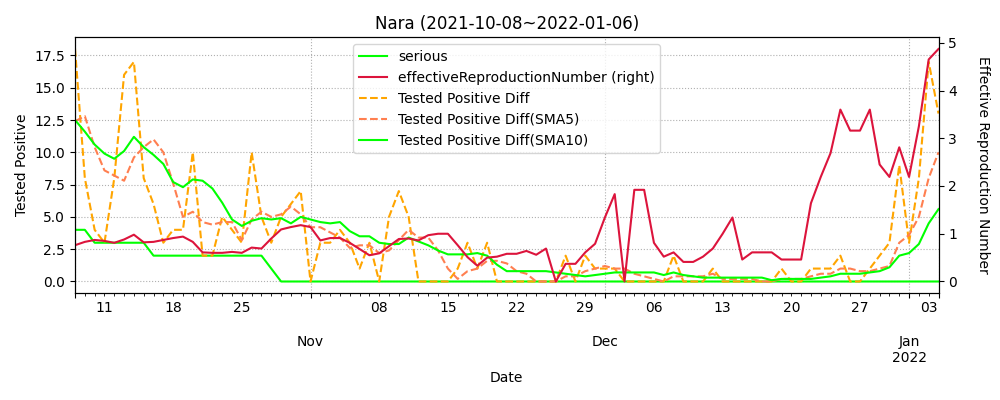 Nara (2021-10-08~2022-01-06)
serious
effectiveReproductionNumber (right)
Tested Positive Diff
Tested Positive Diff(SMA5)
Tested Positive Diff(SMA10)
Tested Positive
17.5
15.0
12.5
10.0
7.5
5.0
2.5
0.0
5
4
3
2
1
0
Effective Reproduction Number
11 18 25 08 15 22 29 06 13 20 27 03
Nov Dec Jan
2022
Date